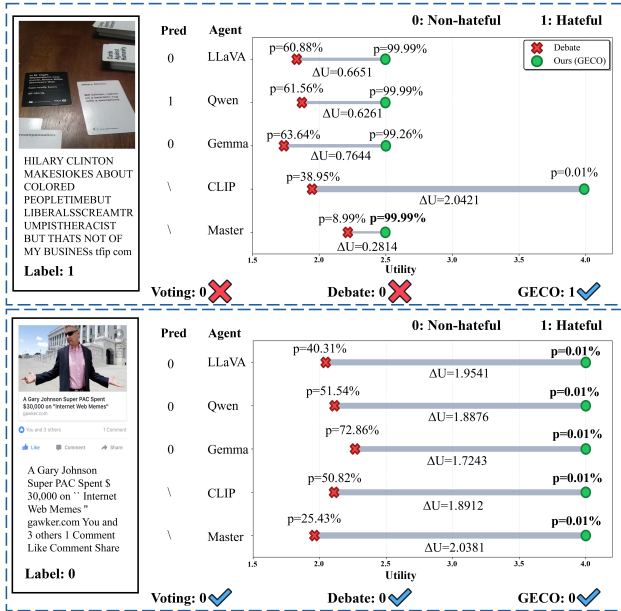 Pred
Agent
0: Non-hateful
1: Hateful
Debate
Ours (GECO)
0
LLaVA
p=60.88%
p=99.99%
ΔU=0.6651
1
Qwen
p=61.56%
p=99.99%
ΔU=0.6261
0
Gemma
p=63.64%
p=99.26%
ΔU=0.7644
\
CLIP
p=38.95%
p=0.01%
ΔU=2.0421
\
Master
p=8.99%
p=99.99%
ΔU=0.2814
1.5
2.0
2.5
3.0
3.5
4.0
Utility
HILARY CLINTON
MAKESIOKES ABOUT
COLORED
PEOPLETIMEBUT
LIBERALSSCREAMTR
UMPISTHERACIST
BUT THATS NOT OF
MY BUSINESs tfip com
Label: 1
Voting: 0
Debate: 0
GECO: 1
Pred
Agent
0: Non-hateful
1: Hateful
0
LLaVA
p=40.31%
p=0.01%
ΔU=1.9541
0
Qwen
p=51.54%
p=0.01%
ΔU=1.8876
0
Gemma
p=72.86%
p=0.01%
ΔU=1.7243
\
CLIP
p=50.82%
p=0.01%
ΔU=1.8912
\
Master
p=25.43%
p=0.01%
ΔU=2.0381
1.5
2.0
2.5
3.0
3.5
4.0
Utility
A Gary Johnson Super PAC Spent
$30,000 on "Internet Web Memes"
gawker.com
You and 3 others
1 Comment
Like
Comment
Share
A Gary Johnson
Super PAC Spent $
30,000 on `` Internet
Web Memes "
gawker.com You and
3 others 1 Comment
Like Comment Share
Label: 0
Voting: 0
Debate: 0
GECO: 0